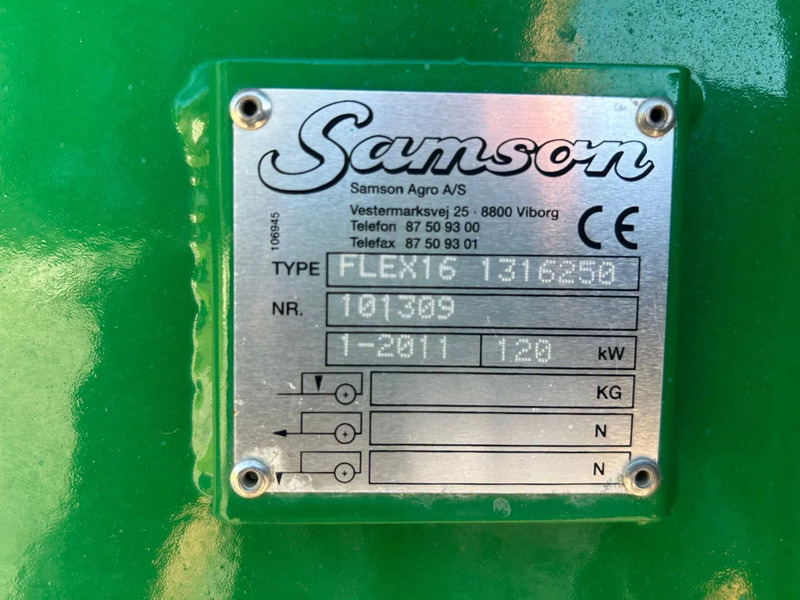 Samson
Samson Agro A/S
Vestermarksvej 25 · 8800 Viborg
Telefon 87 50 93 00
Telefax 87 50 93 01
CE
106945
TYPE FLEX16 1316250
NR. 101309
1-2011 120 kW
KG
N
N